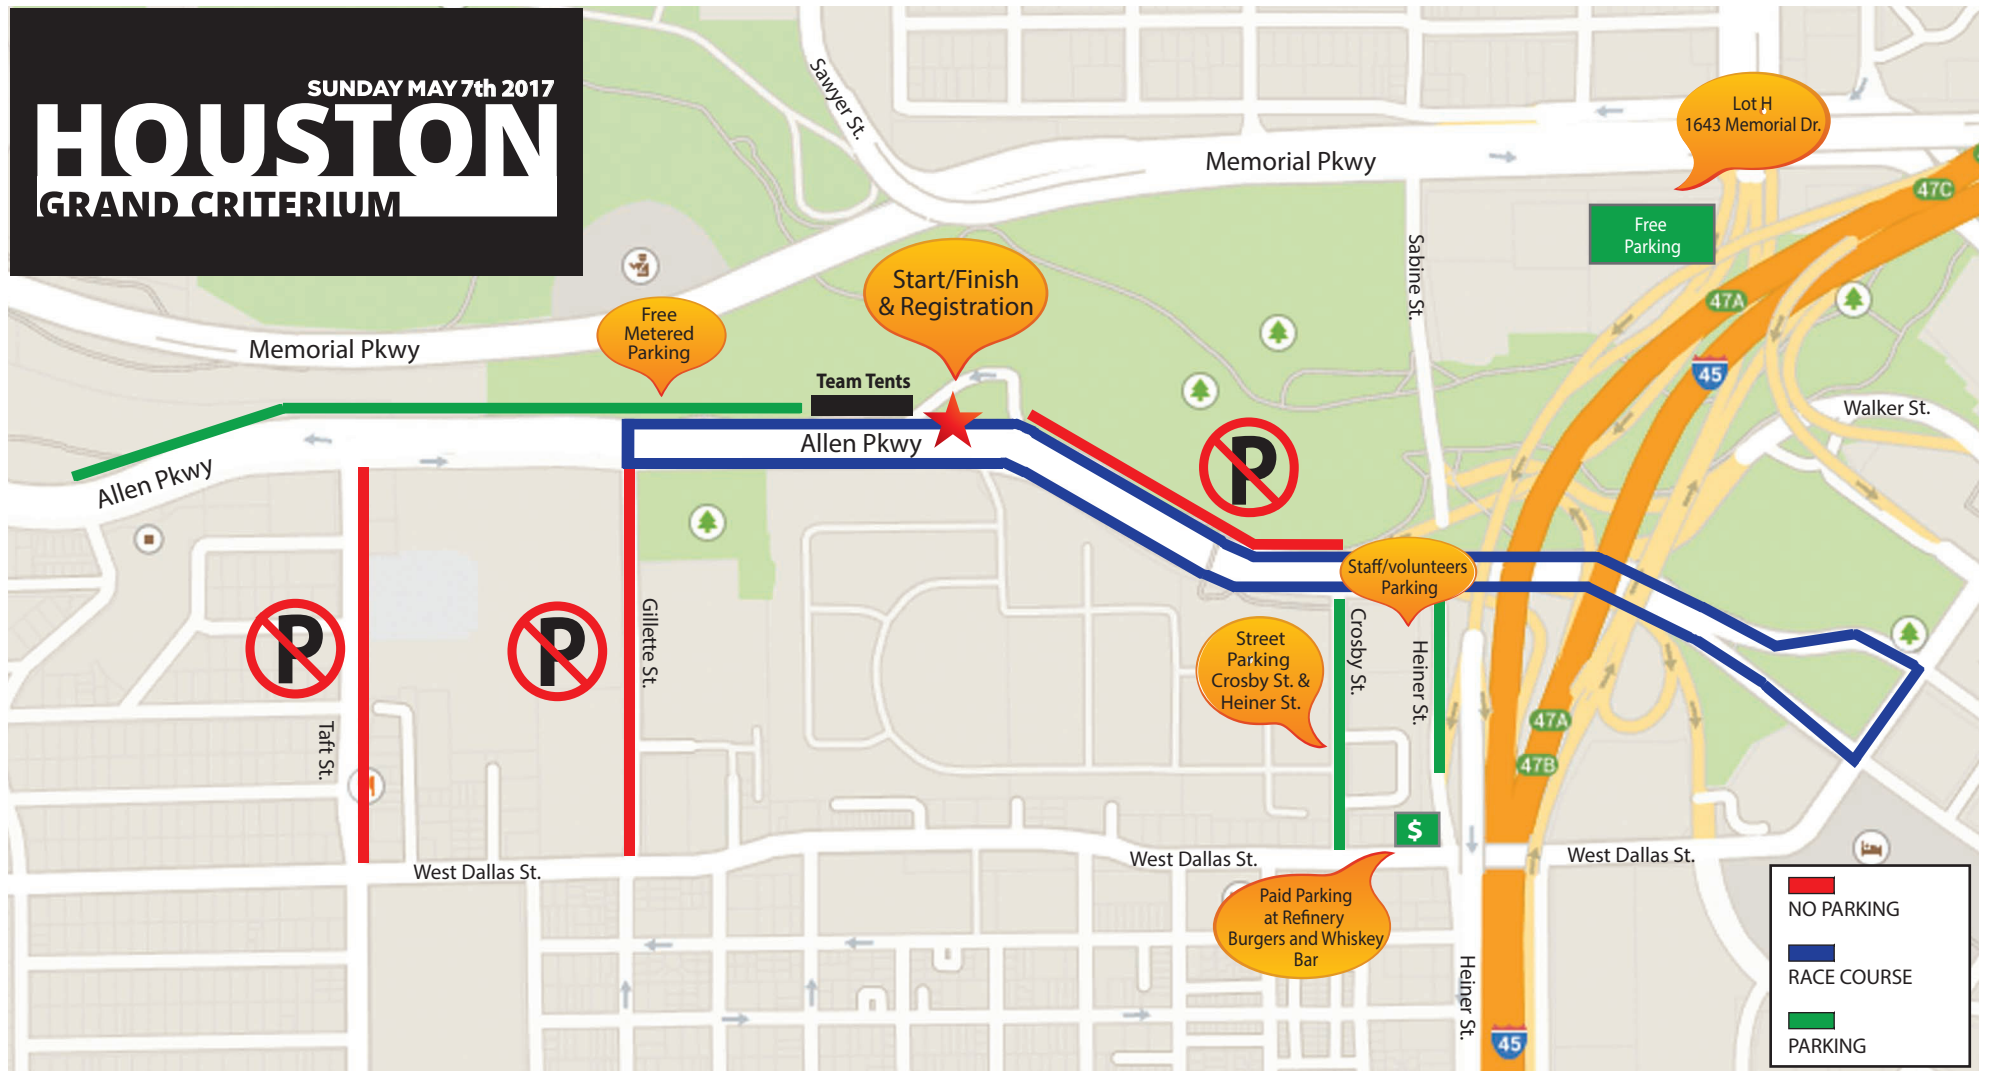 SUNDAY MAY 7th 2017
HOUSTON
GRAND CRITERIUM
Sawyer St.
Lot H
1643 Memorial Dr.
Memorial Pkwy
47C
Free
Parking
Sabine St.
Start/Finish
& Registration
47A
Free
Metered
Parking
Memorial Pkwy
45
Team Tents
Walker St.
Allen Pkwy
P
Allen Pkwy
Staff/volunteers
Parking
P
P
Gillette St.
Crosby St.
Heiner St.
Street
Parking
Crosby St. &
Heiner St.
Taft St.
47A
47B
$
West Dallas St.
West Dallas St.
West Dallas St.
Paid Parking
at Refinery
Burgers and Whiskey
Bar
Heiner St.
45
NO PARKING
RACE COURSE
PARKING